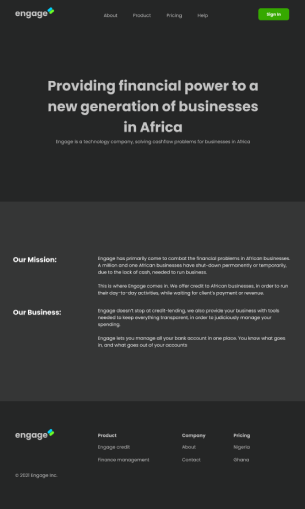 engage
About Product Pricing Help Sign In
Providing financial power to a
new generation of businesses
in Africa
Engage is a technology company, solving cashflow problems for businesses in Africa
Our Mission:
Engage has primarily come to combat the financial problems in African businesses.
A million and one African businesses have shut-down permanently or temporarily,
due to the lack of cash, needed to run business.
This is where Engage comes in. We offer credit to African businesses, in order to run
their day-to-day activities, while waiting for client's payment or revenue.
Our Business:
Engage doesn't stop at credit-lending, we also provide your business with tools
needed to keep everything transparent, in order to judiciously manage your
spending.
Engage lets you manage all your bank account in one place. You know what goes
in, and what goes out of your accounts
engage
Product Company Pricing
Engage credit About Nigeria
Finance management Contact Ghana
© 2021 Engage Inc.